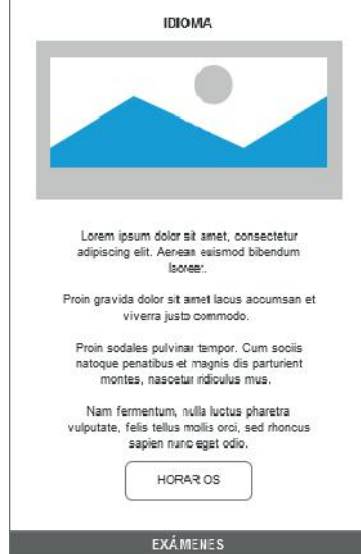 IDIOMA
Lorem ipsum dolor sit amet, consectetur
adipiscing elit. Aenean euismod bibendum
laoreet.
Proin gravida dolor sit amet lacus accumsan et
viverra justo commodo.
Proin sodales pulvinar tempor. Cum sociis
natoque penatibus et magnis dis parturient
montes, nascetur ridiculus mus.
Nam fermentum, nulla luctus pharetra
vulputate, felis tellus mollis orci, sed rhoncus
sapien nunc eget odio.
HORARIOS
EXÁMENES